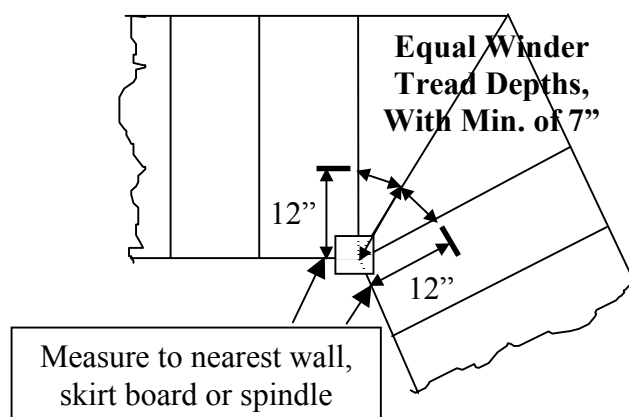 Equal Winder
Tread Depths,
With Min. of 7”
12”
12”
Measure to nearest wall,
skirt board or spindle